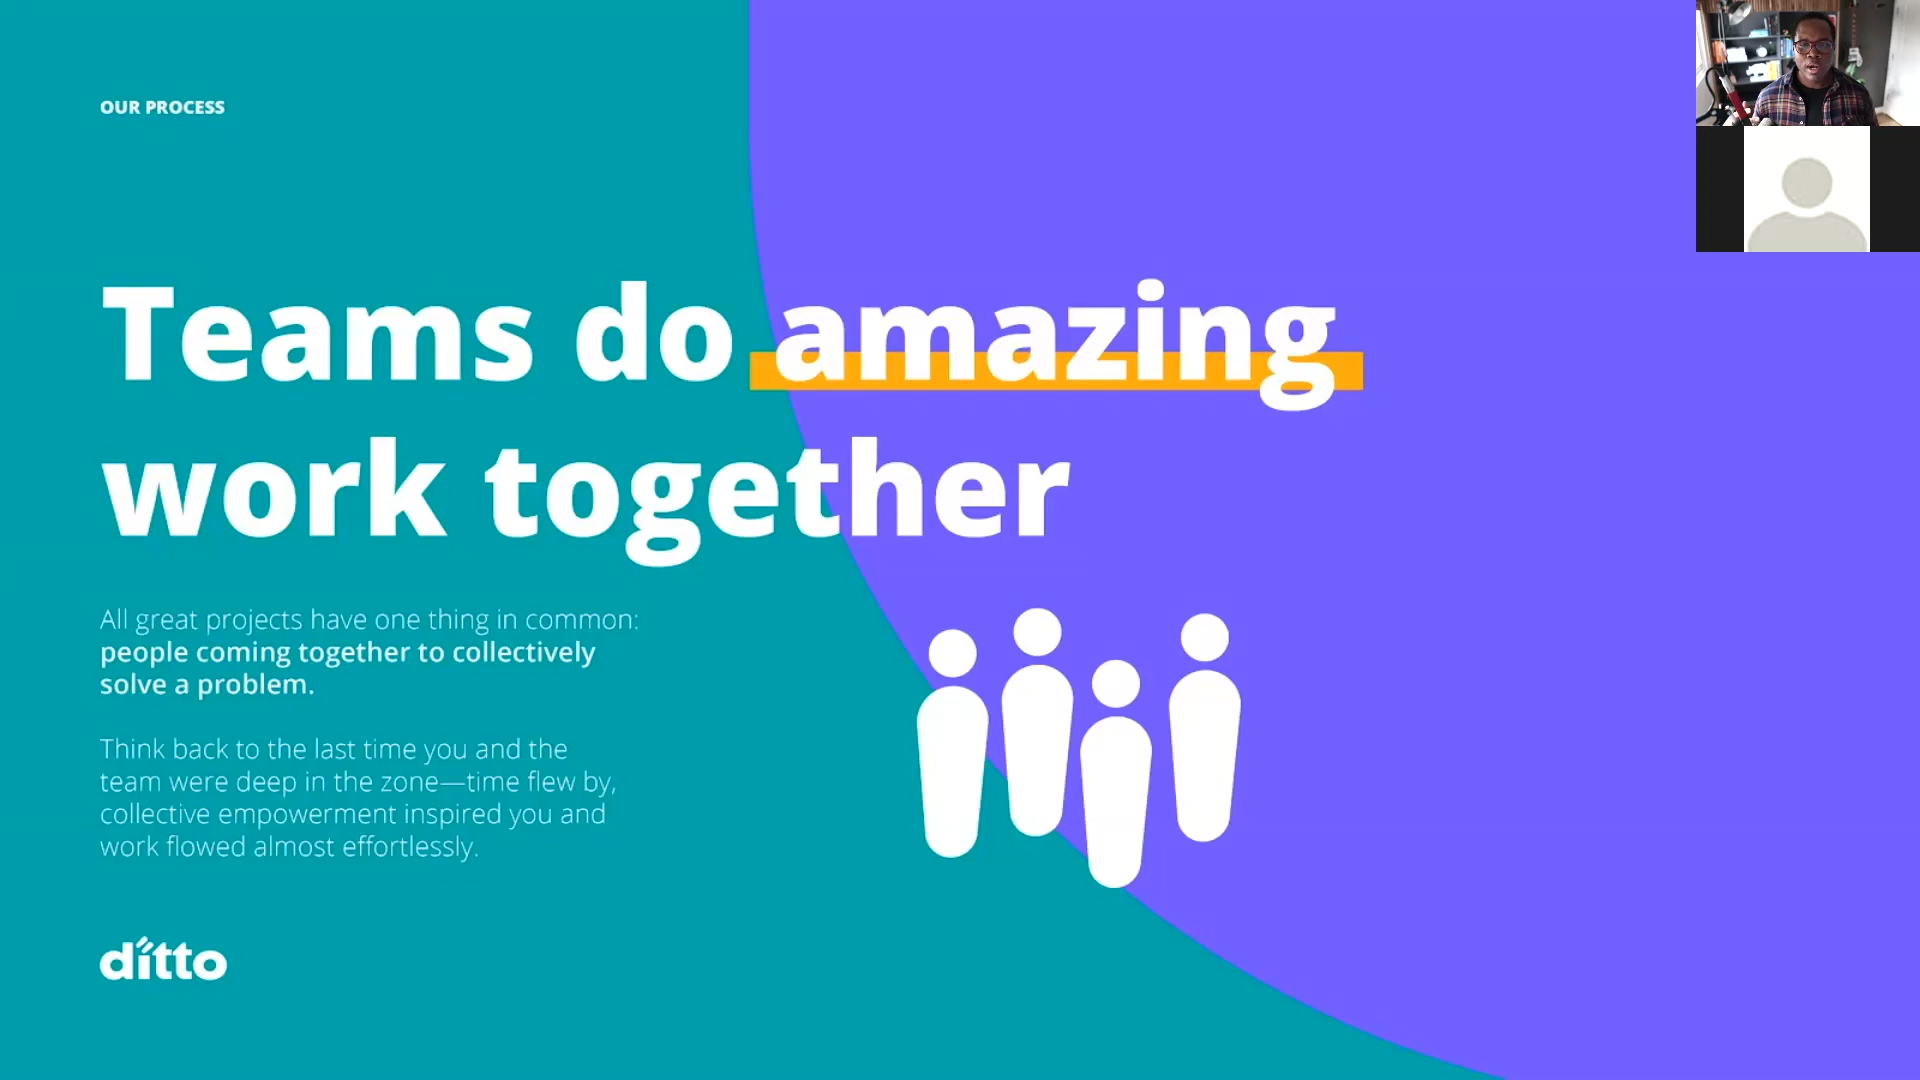 OUR PROCESS
Teams do amazing
work together
All great projects have one thing in common:
people coming together to collectively
solve a problem.
Think back to the last time you and the
team were deep in the zone—time flew by,
collective empowerment inspired you and
work flowed almost effortlessly.
ditto